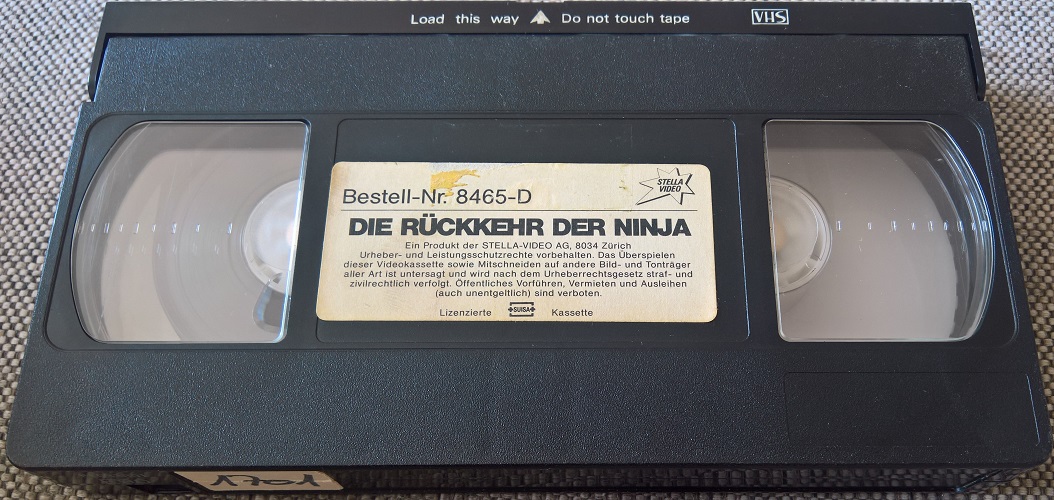 Load this way Do not touch tape VHS
STELLA
VIDEO
Bestell-Nr. 8465-D
DIE RÜCKKEHR DER NINJA
Ein Produkt der STELLA-VIDEO AG, 8034 Zürich
Urheber- und Leistungsschutzrechte vorbehalten. Das Überspielen
dieser Videokassette sowie Mitschneiden auf andere Bild- und Tonträger
aller Art ist untersagt und wird nach dem Urheberrechtsgesetz straf- und
zivilrechtlich verfolgt. Öffentliches Vorführen, Vermieten und Ausleihen
(auch unentgeltlich) sind verboten.
Lizenzierte SUISA Kassette